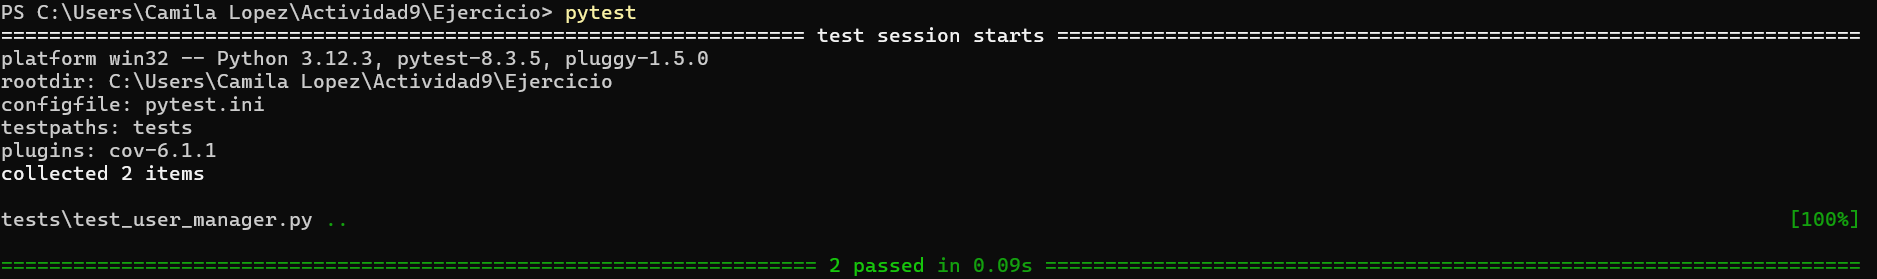 PS C:\Users\Camila Lopez\Actividad9\Ejercicio> pytest
=================================================================== test session starts ===================================================================
platform win32 -- Python 3.12.3, pytest-8.3.5, pluggy-1.5.0
rootdir: C:\Users\Camila Lopez\Actividad9\Ejercicio
configfile: pytest.ini
testpaths: tests
plugins: cov-6.1.1
collected 2 items
tests\test_user_manager.py .. [100%]
==================================================================== 2 passed in 0.09s ====================================================================